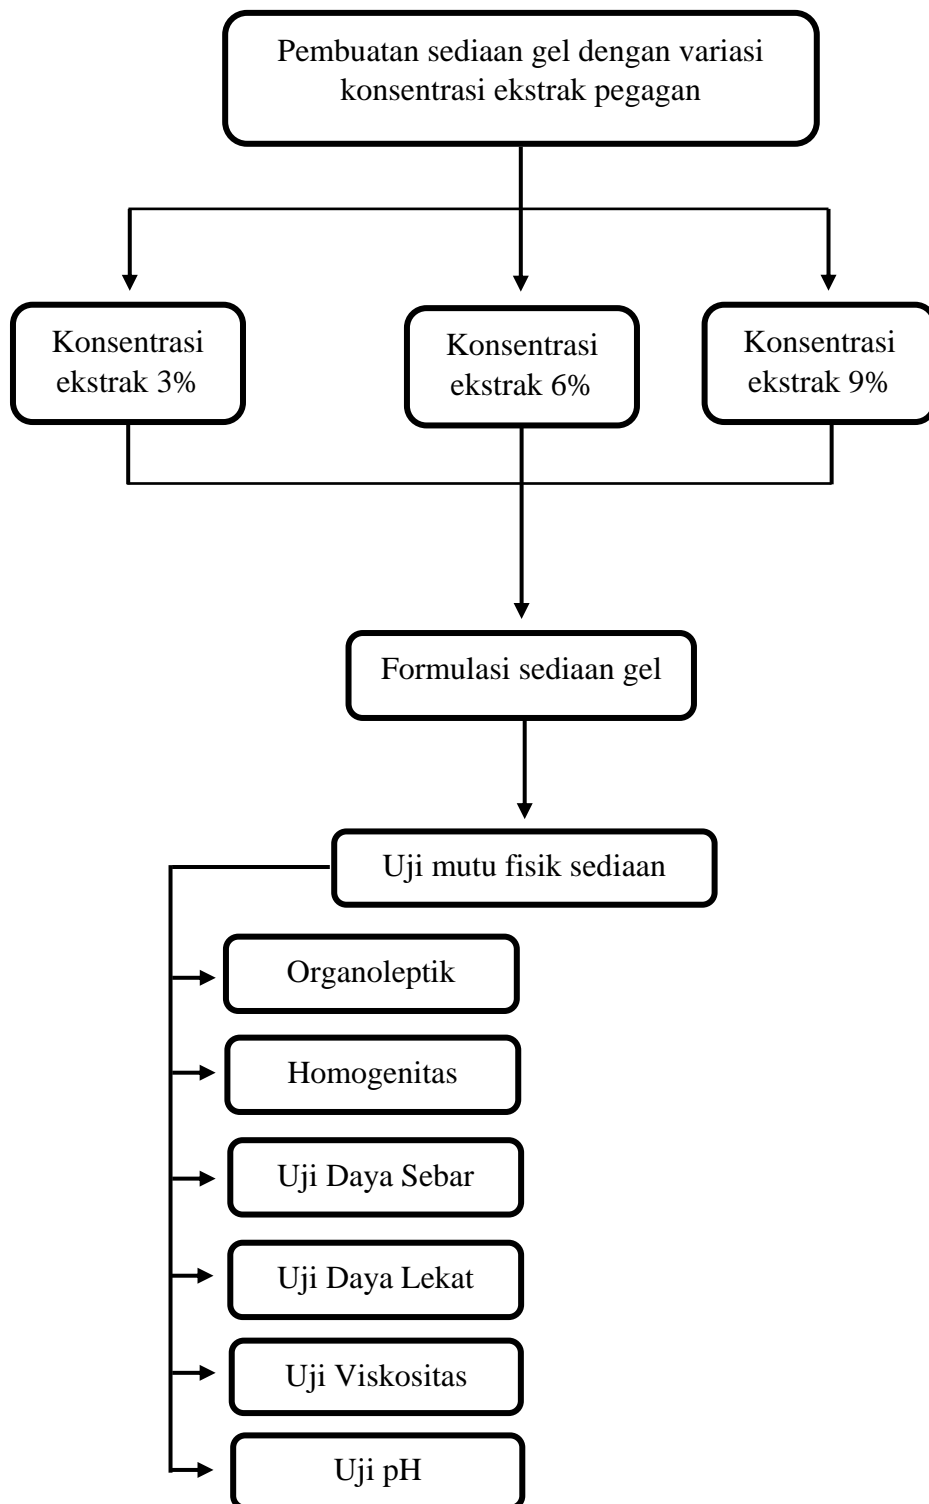 Pembuatan sediaan gel dengan variasi
konsentrasi ekstrak pegagan
Konsentrasi
ekstrak 3%
Konsentrasi
ekstrak 6%
Konsentrasi
ekstrak 9%
Formulasi sediaan gel
Uji mutu fisik sediaan
Organoleptik
Homogenitas
Uji Daya Sebar
Uji Daya Lekat
Uji Viskositas
Uji pH